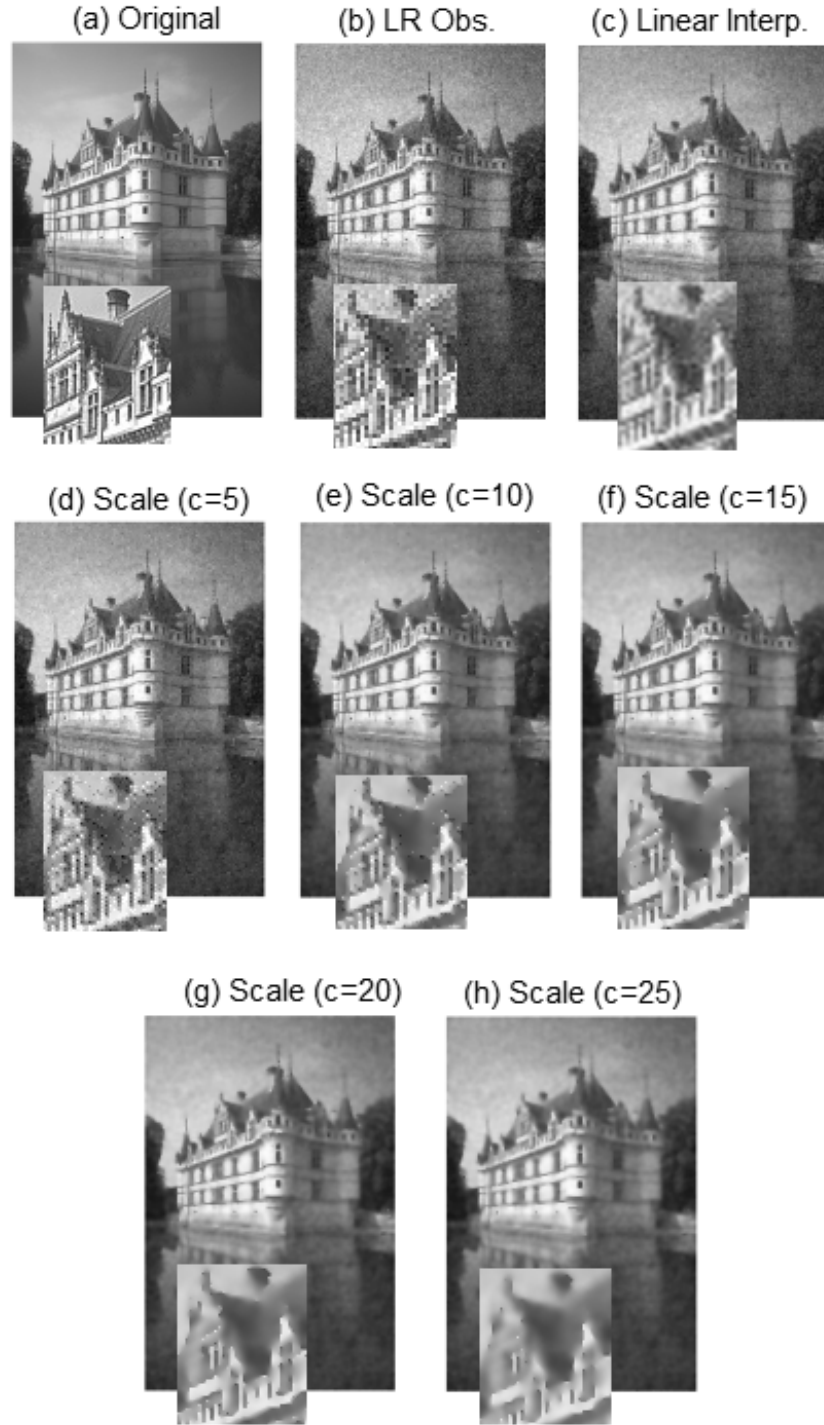 (a) Original
(b) LR Obs.
(c) Linear Interp.
(d) Scale (c=5)
(e) Scale (c=10)
(f) Scale (c=15)
(g) Scale (c=20)
(h) Scale (c=25)